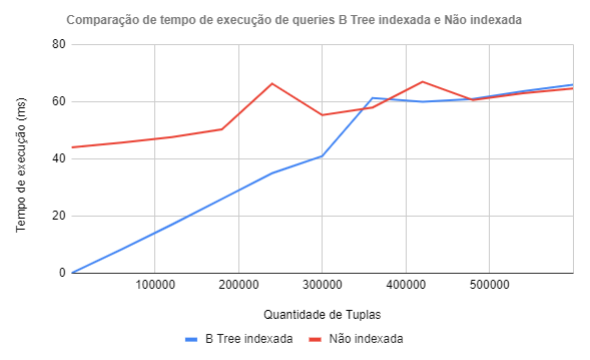 Comparação de tempo de execução de queries B Tree indexada e Não indexada
80
60
40
20
0
Tempo de execução (ms)
100000 200000 300000 400000 500000
Quantidade de Tuplas
B Tree indexada Não indexada